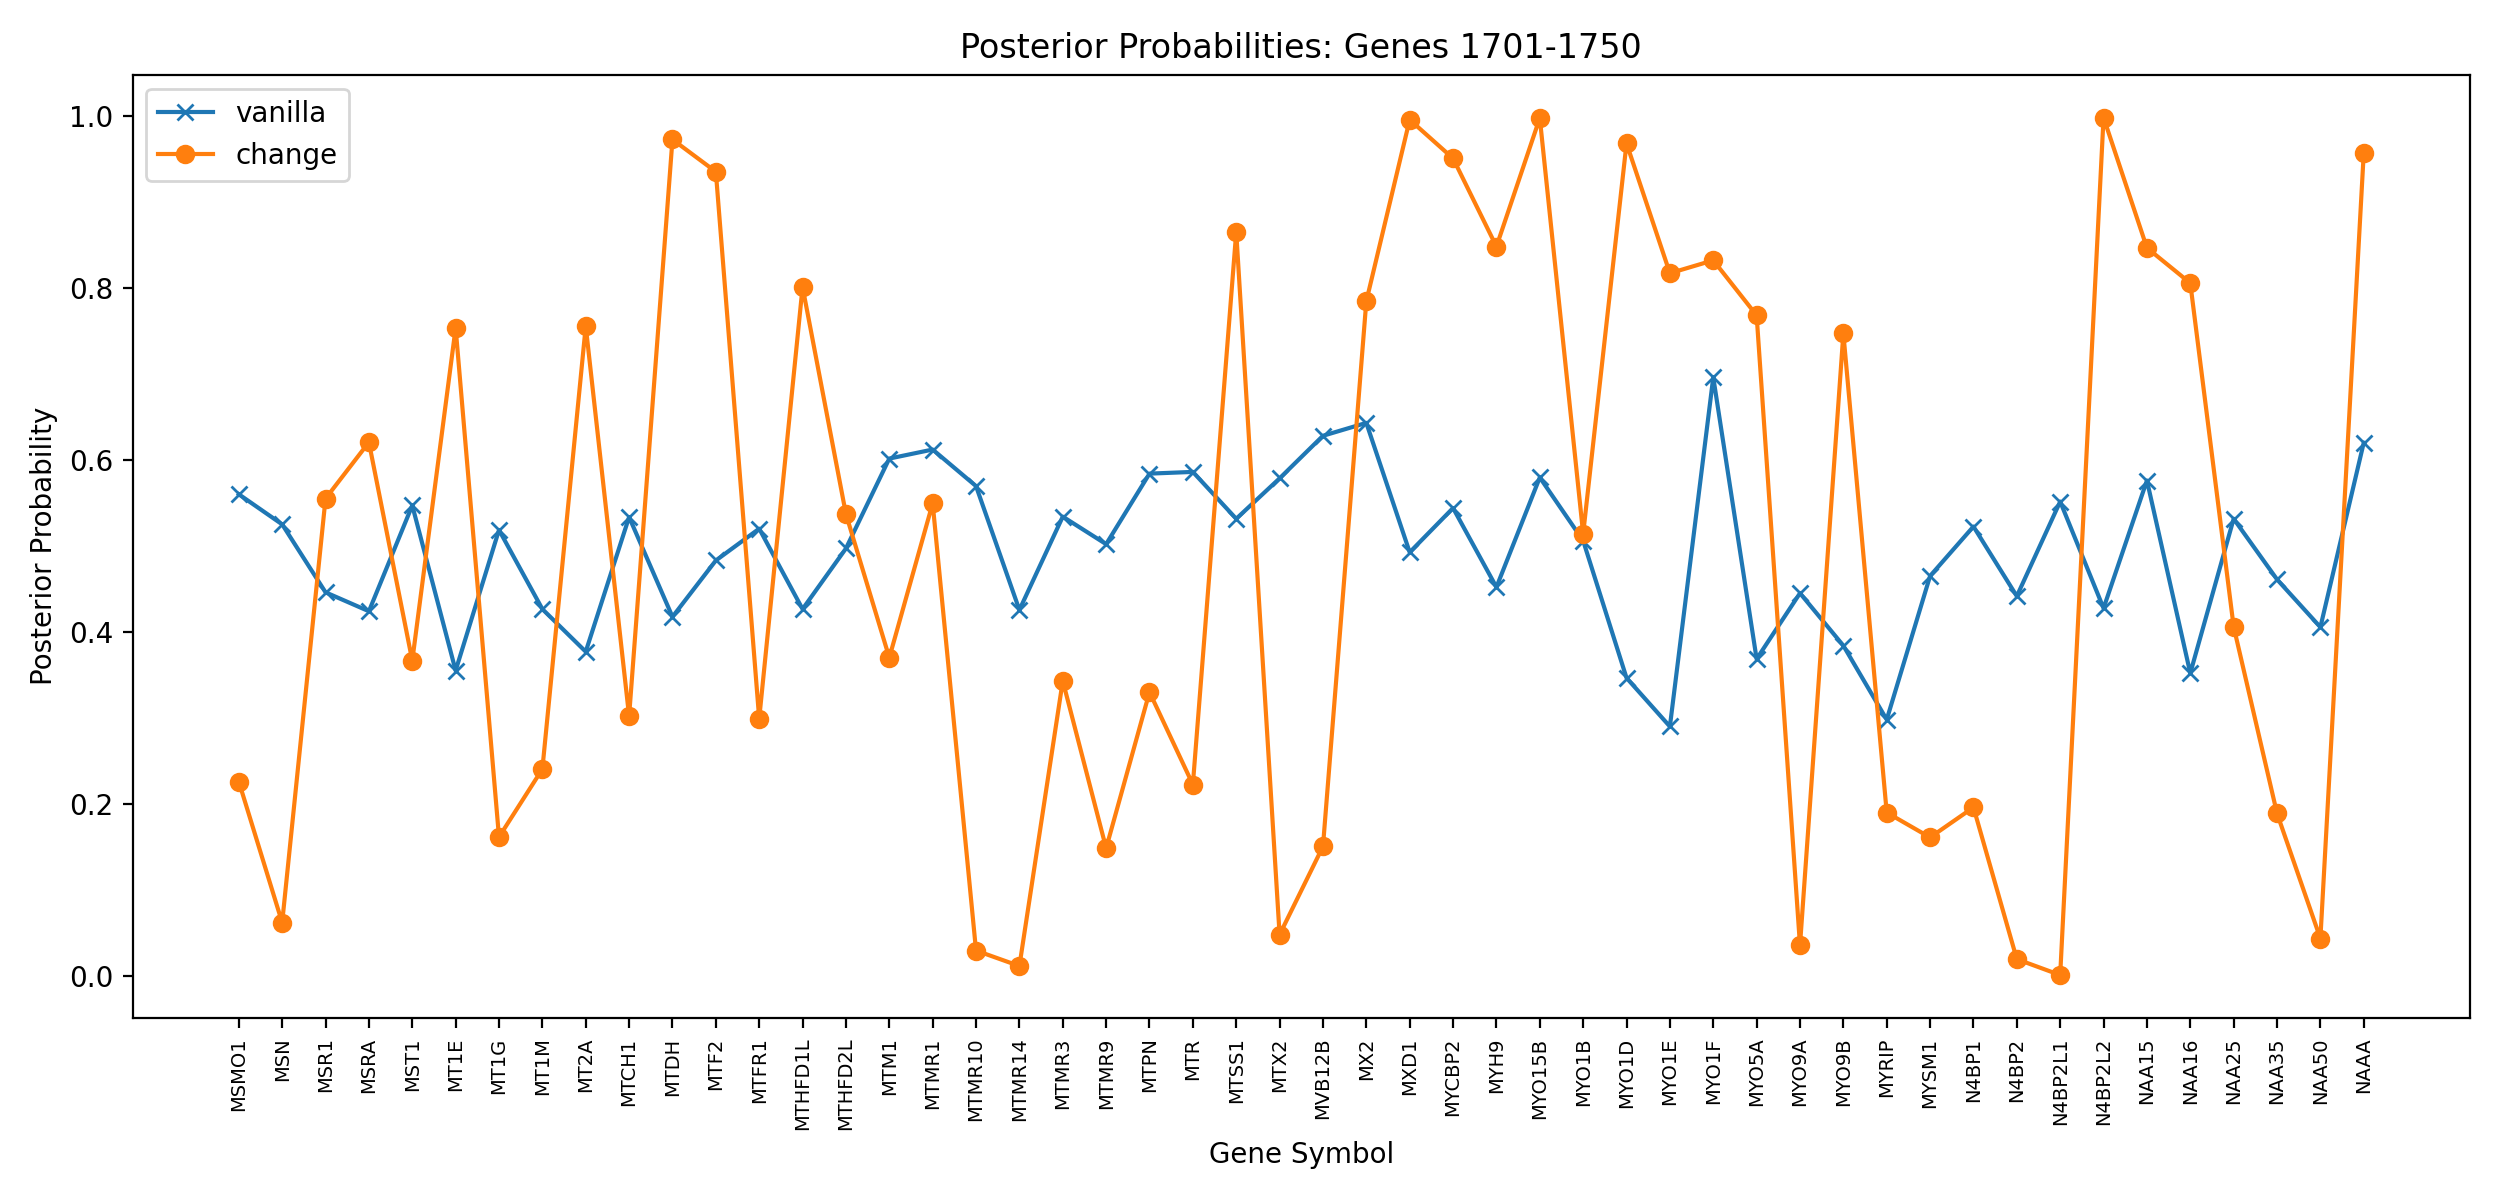 Posterior Probabilities: Genes 1701-1750
vanilla
change
1.0
0.8
0.6
0.4
0.2
0.0
Posterior Probability
MSMO1
MSN
MSR1
MSRA
MST1
MT1E
MT1G
MT1M
MT2A
MTCH1
MTDH
MTF2
MTFR1
MTHFD1L
MTHFD2L
MTM1
MTMR1
MTMR10
MTMR14
MTMR3
MTMR9
MTPN
MTR
MTSS1
MTX2
MVB12B
MX2
MXD1
MYCBP2
MYH9
MYO15B
MYO1B
MYO1D
MYO1E
MYO1F
MYO5A
MYO9A
MYO9B
MYRIP
MYSM1
N4BP1
N4BP2
N4BP2L1
N4BP2L2
NAA15
NAA16
NAA25
NAA35
NAA50
NAAA
Gene Symbol